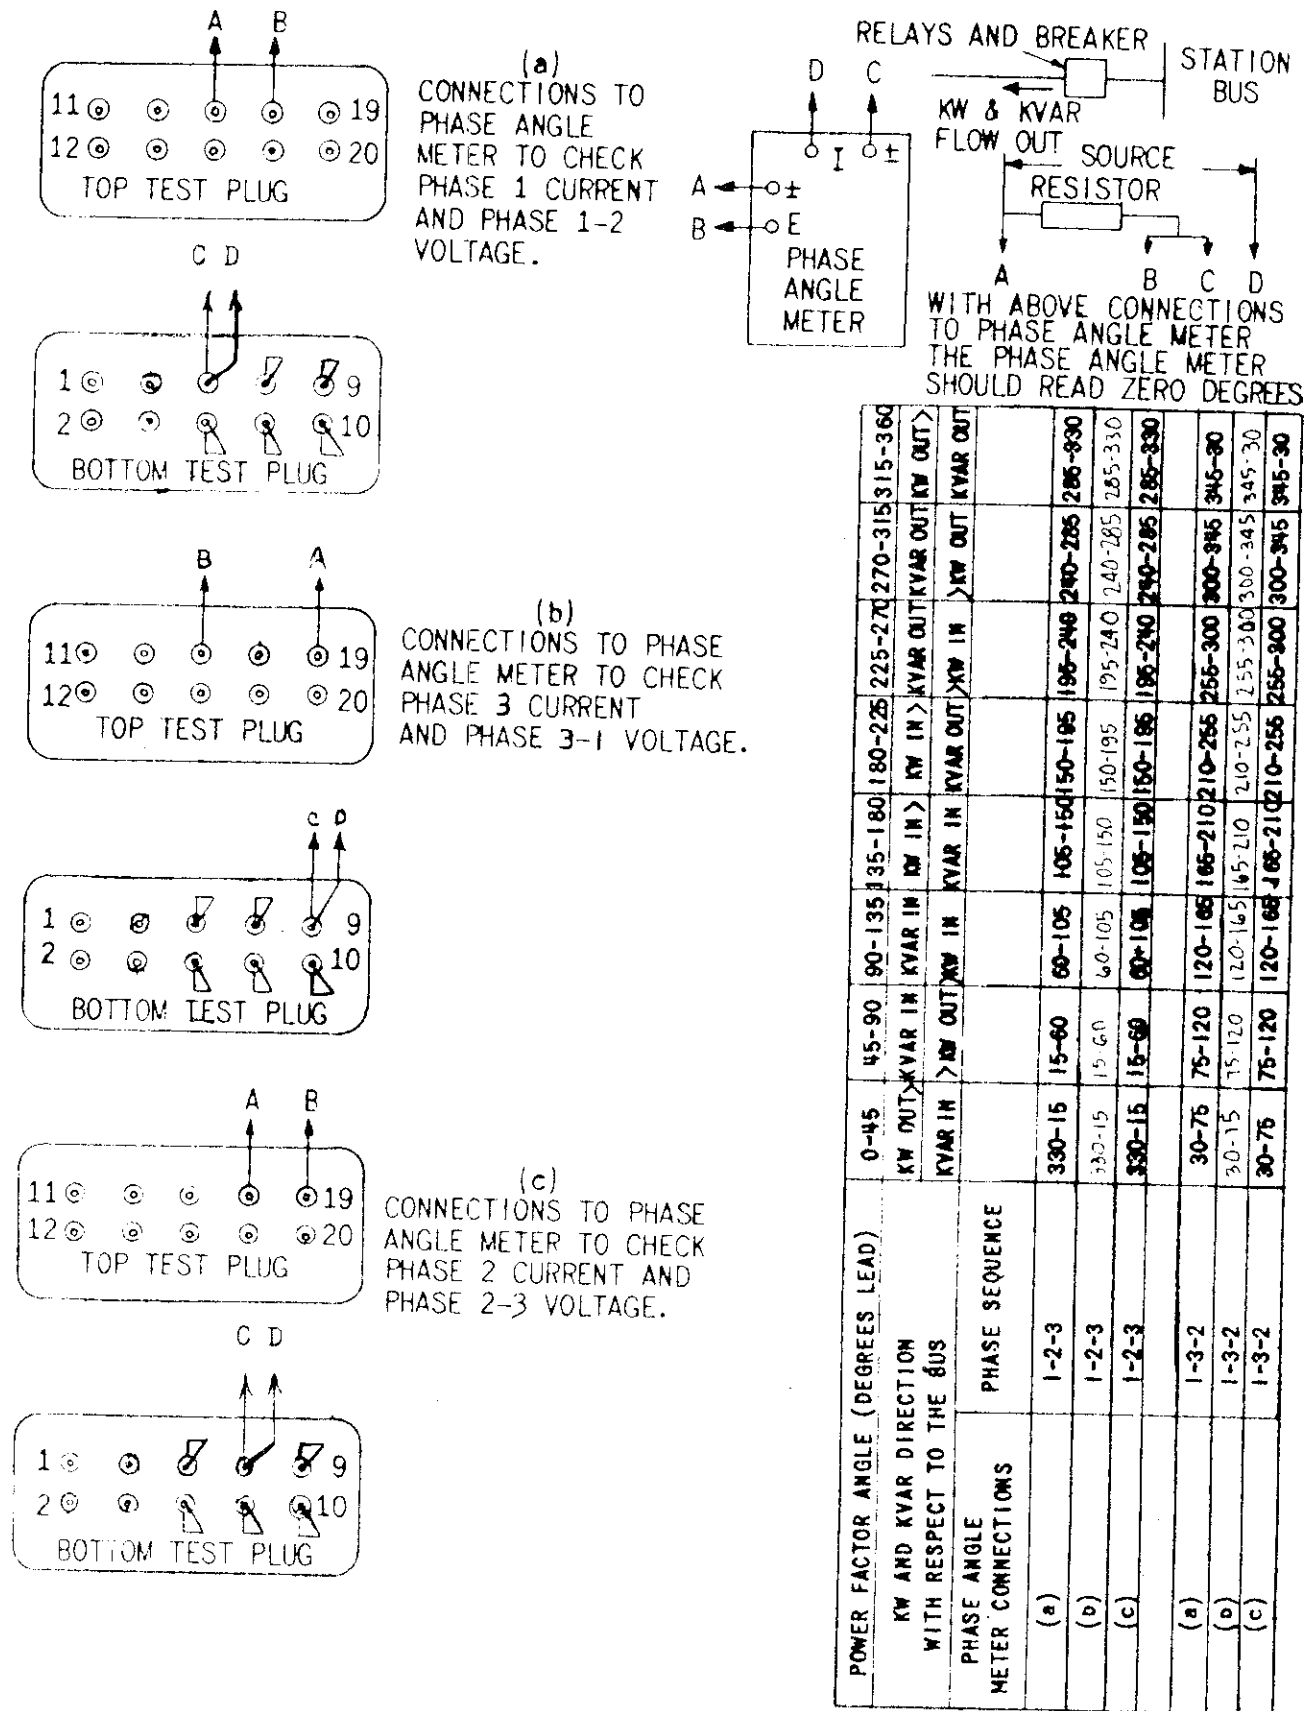 A B
11 19
12 20
TOP TEST PLUG
(a)
CONNECTIONS TO
PHASE ANGLE
METER TO CHECK
PHASE 1 CURRENT
AND PHASE 1-2
VOLTAGE.
C D
1 9
2 10
BOTTOM TEST PLUG
B A
11 19
12 20
TOP TEST PLUG
(b)
CONNECTIONS TO PHASE
ANGLE METER TO CHECK
PHASE 3 CURRENT
AND PHASE 3-1 VOLTAGE.
C D
1 9
2 10
BOTTOM TEST PLUG
A B
11 19
12 20
TOP TEST PLUG
(c)
CONNECTIONS TO PHASE
ANGLE METER TO CHECK
PHASE 2 CURRENT AND
PHASE 2-3 VOLTAGE.
C D
1 9
2 10
BOTTOM TEST PLUG
D C
I ±
A ±
B E
PHASE
ANGLE
METER
RELAYS AND BREAKER
STATION
BUS
KW & KVAR
FLOW OUT
SOURCE
RESISTOR
A B C D
WITH ABOVE CONNECTIONS
TO PHASE ANGLE METER
THE PHASE ANGLE METER
SHOULD READ ZERO DEGREES
POWER FACTOR ANGLE (DEGREES LEAD) 0-45 45-90 90-135 135-180 180-225 225-270 270-315 315-360
KW AND KVAR DIRECTION KW OUT> KVAR IN KVAR IN KW IN> KW IN> KVAR OUT KVAR OUT KW OUT>
WITH RESPECT TO THE BUS KVAR IN >KW OUT >KW IN KVAR IN KVAR OUT >KW IN >KW OUT KVAR OUT
PHASE ANGLE
METER CONNECTIONS PHASE SEQUENCE
(a) 1-2-3 330-15 15-60 60-105 105-150 150-195 195-240 240-285 285-330
(b) 1-2-3 330-15 15-60 60-105 105-150 150-195 195-240 240-285 285-330
(c) 1-2-3 330-15 15-60 60-105 105-150 150-195 195-240 240-285 285-330
(a) 1-3-2 30-75 75-120 120-165 165-210 210-255 255-300 300-345 345-30
(b) 1-3-2 30-15 75-120 120-165 165-210 210-255 255-300 300-345 345-30
(c) 1-3-2 30-75 75-120 120-165 165-210 210-255 255-300 300-345 345-30